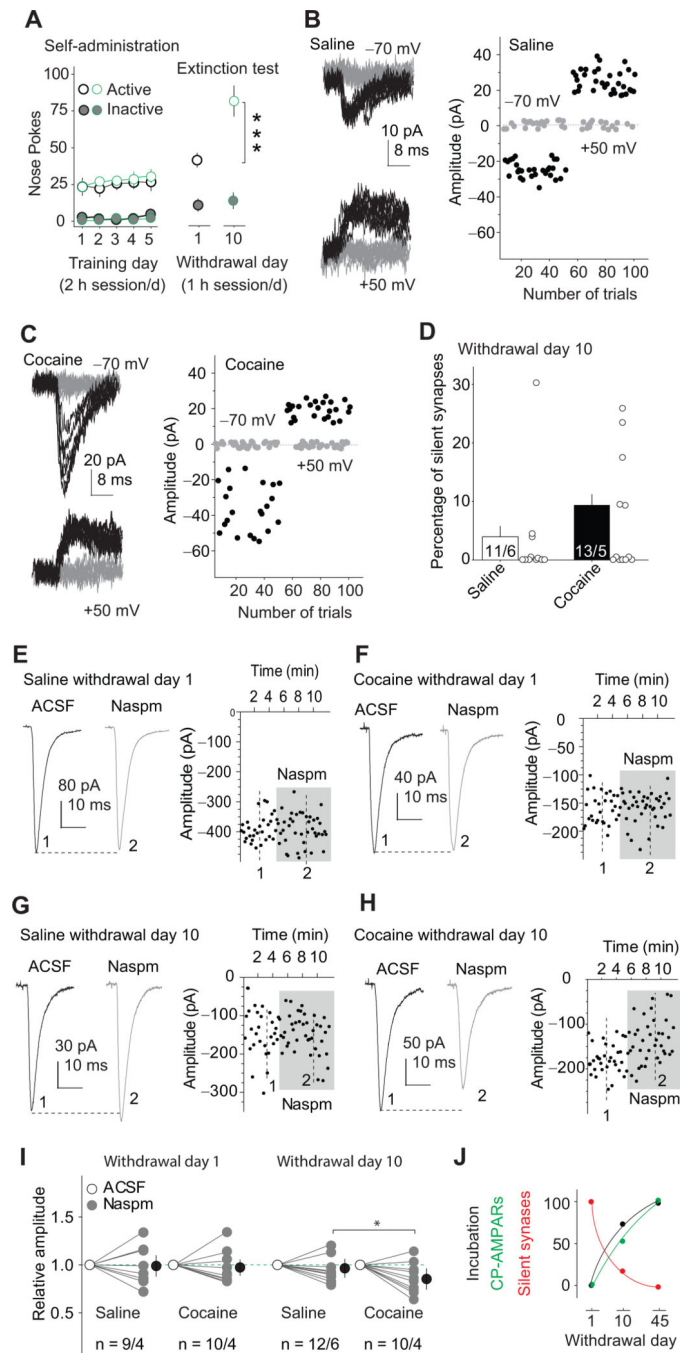 A
Self-administration
Extinction test
Active
Inactive
***
Nose Pokes
100
75
50
25
0
1 2 3 4 5
1 10
Training day
(2 h session/d)
Withdrawal day
(1 h session/d)
B
Saline
−70 mV
10 pA
8 ms
+50 mV
Saline
−70 mV
+50 mV
Amplitude (pA)
40
20
0
−20
−40
−60
0 20 40 60 80 100
Number of trials
C
Cocaine
−70 mV
20 pA
8 ms
+50 mV
Cocaine
−70 mV
+50 mV
Amplitude (pA)
40
20
0
−20
−40
−60
0 20 40 60 80 100
Number of trials
D
Withdrawal day 10
Percentage of silent synapses
30
20
10
0
11/6
13/5
Saline
Cocaine
E
Saline withdrawal day 1
ACSF
Naspm
80 pA
10 ms
1
2
Time (min)
2 4 6 8 10
Amplitude (pA)
0
−100
−200
−300
−400
Naspm
1
2
F
Cocaine withdrawal day 1
ACSF
Naspm
40 pA
10 ms
1
2
Time (min)
2 4 6 8 10
Amplitude (pA)
0
−50
−100
−150
−200
Naspm
1
2
G
Saline withdrawal day 10
ACSF
Naspm
30 pA
10 ms
1
2
Time (min)
2 4 6 8 10
Amplitude (pA)
0
−50
−100
−150
−200
−250
−300
1
2
Naspm
H
Cocaine withdrawal day 10
ACSF
Naspm
50 pA
10 ms
1
2
Time (min)
2 4 6 8 10
Amplitude (pA)
0
−100
−200
1
2
Naspm
I
Withdrawal day 1
Withdrawal day 10
ACSF
Naspm
*
Relative amplitude
1.5
1.0
0.5
Saline
Cocaine
Saline
Cocaine
n = 9/4
n = 10/4
n = 12/6
n = 10/4
J
Incubation
CP-AMPARs
Silent synases
100
50
0
1 10 45
Withdrawal day